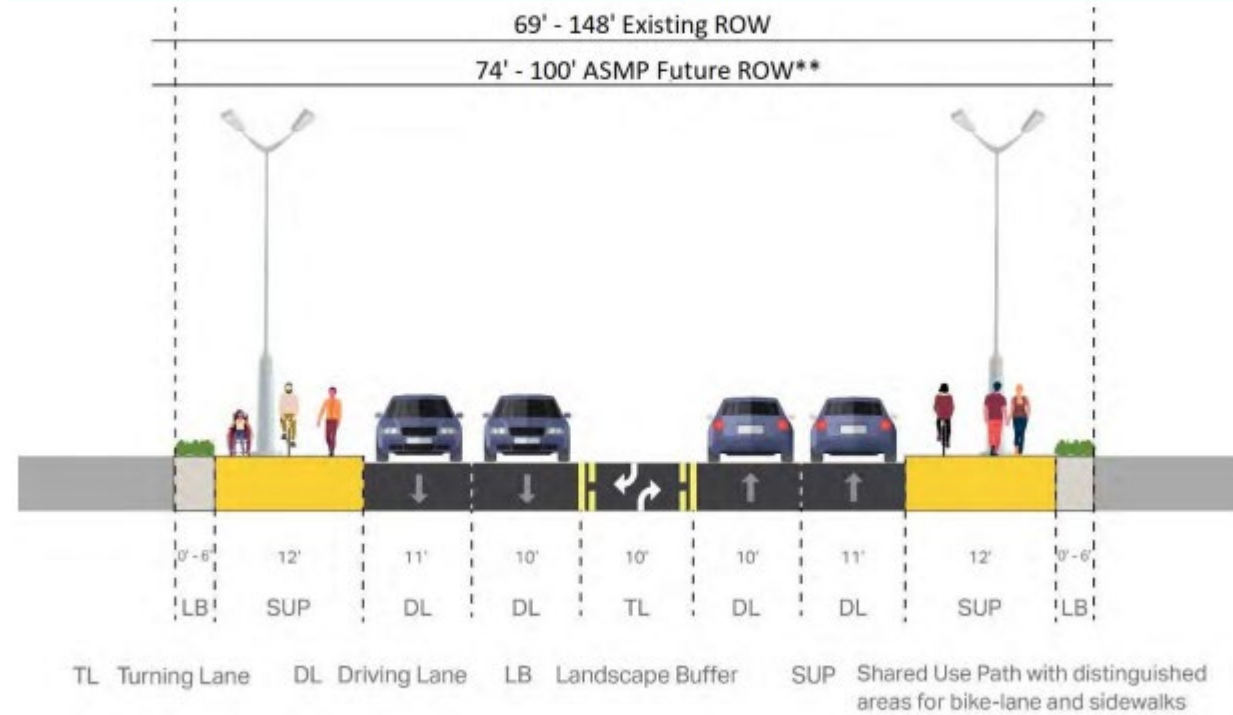 69' - 148' Existing ROW
74' - 100' ASMP Future ROW**
0' - 6' 12' 11' 10' 10' 10' 11' 12' 0' - 6'
LB SUP DL DL TL DL DL SUP LB
TL Turning Lane DL Driving Lane LB Landscape Buffer SUP Shared Use Path with distinguished
areas for bike-lane and sidewalks